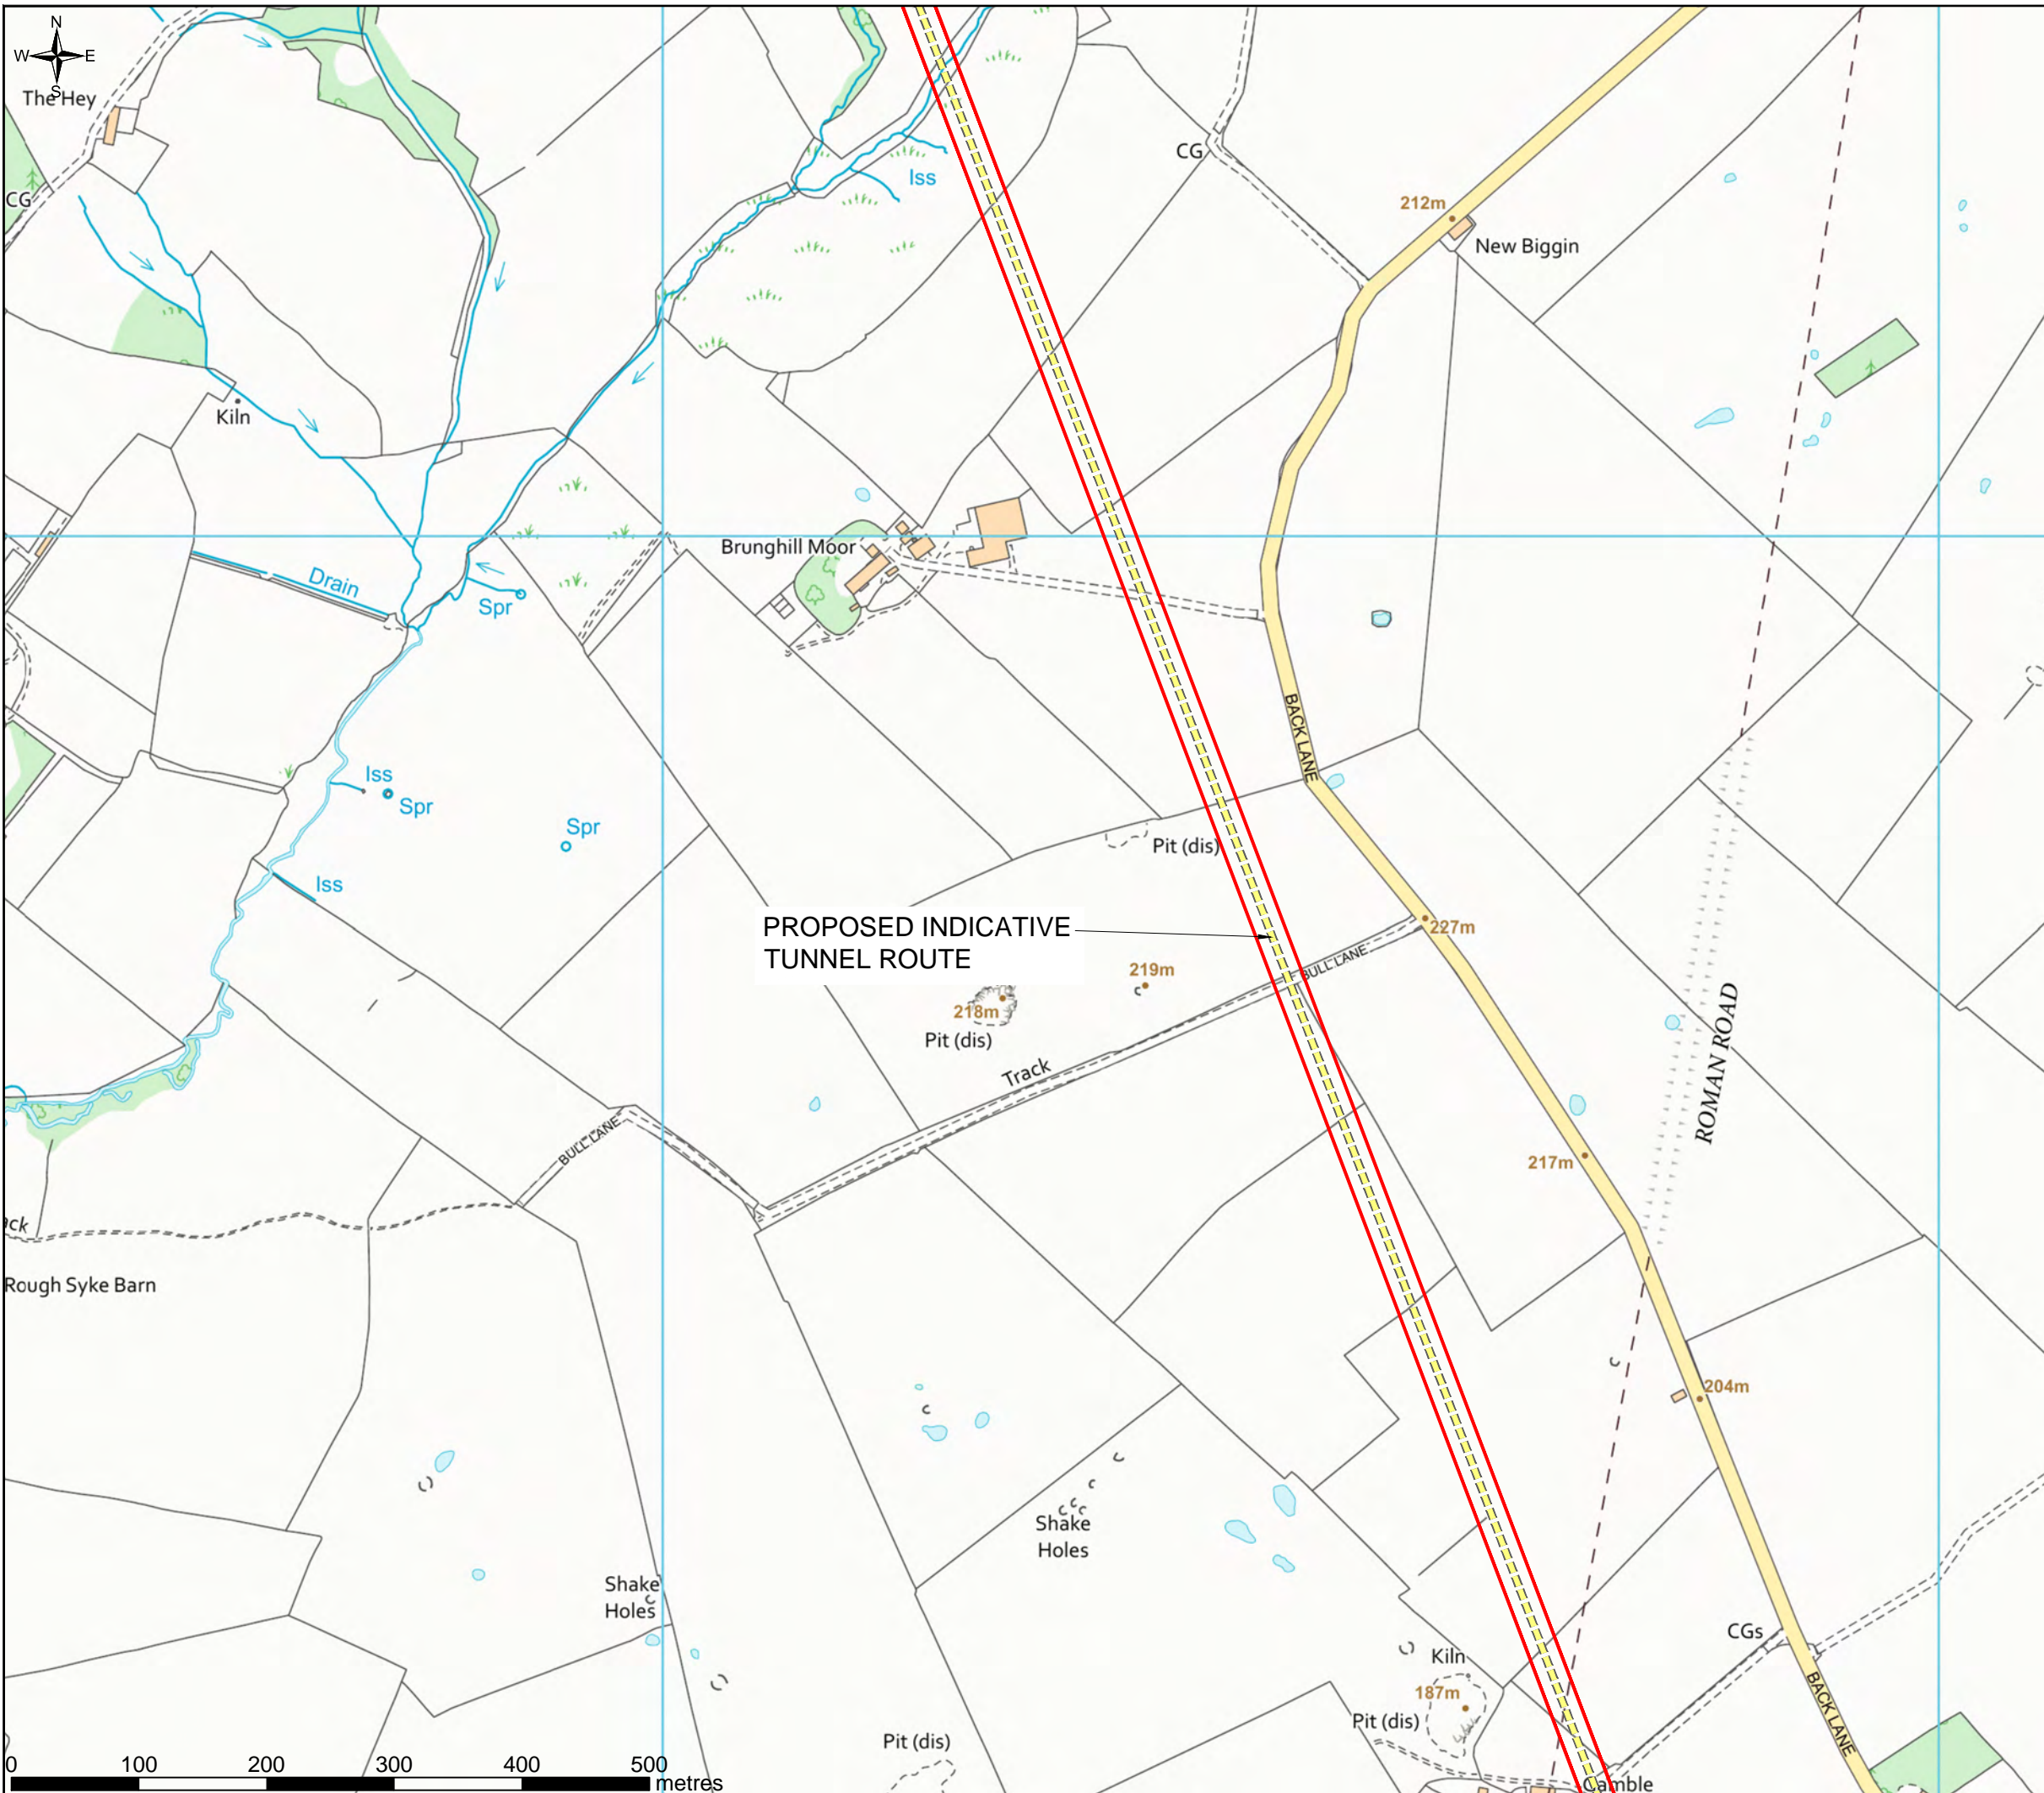 N
W E
S
The Hey
CG
CG
Iss
212m
New Biggin
Kiln
Brunghill Moor
Drain
Spr
BACK LANE
Iss
Spr
Spr
Pit (dis)
Iss
PROPOSED INDICATIVE
TUNNEL ROUTE
227m
BULL LANE
219m
218m
Pit (dis)
ROMAN ROAD
Track
BULL LANE
217m
ack
Rough Syke Barn
204m
Shake
Holes
Shake
Holes
CGs
Kiln
187m
Pit (dis)
BACK LANE
Pit (dis)
Gamble
0 100 200 300 400 500
metres